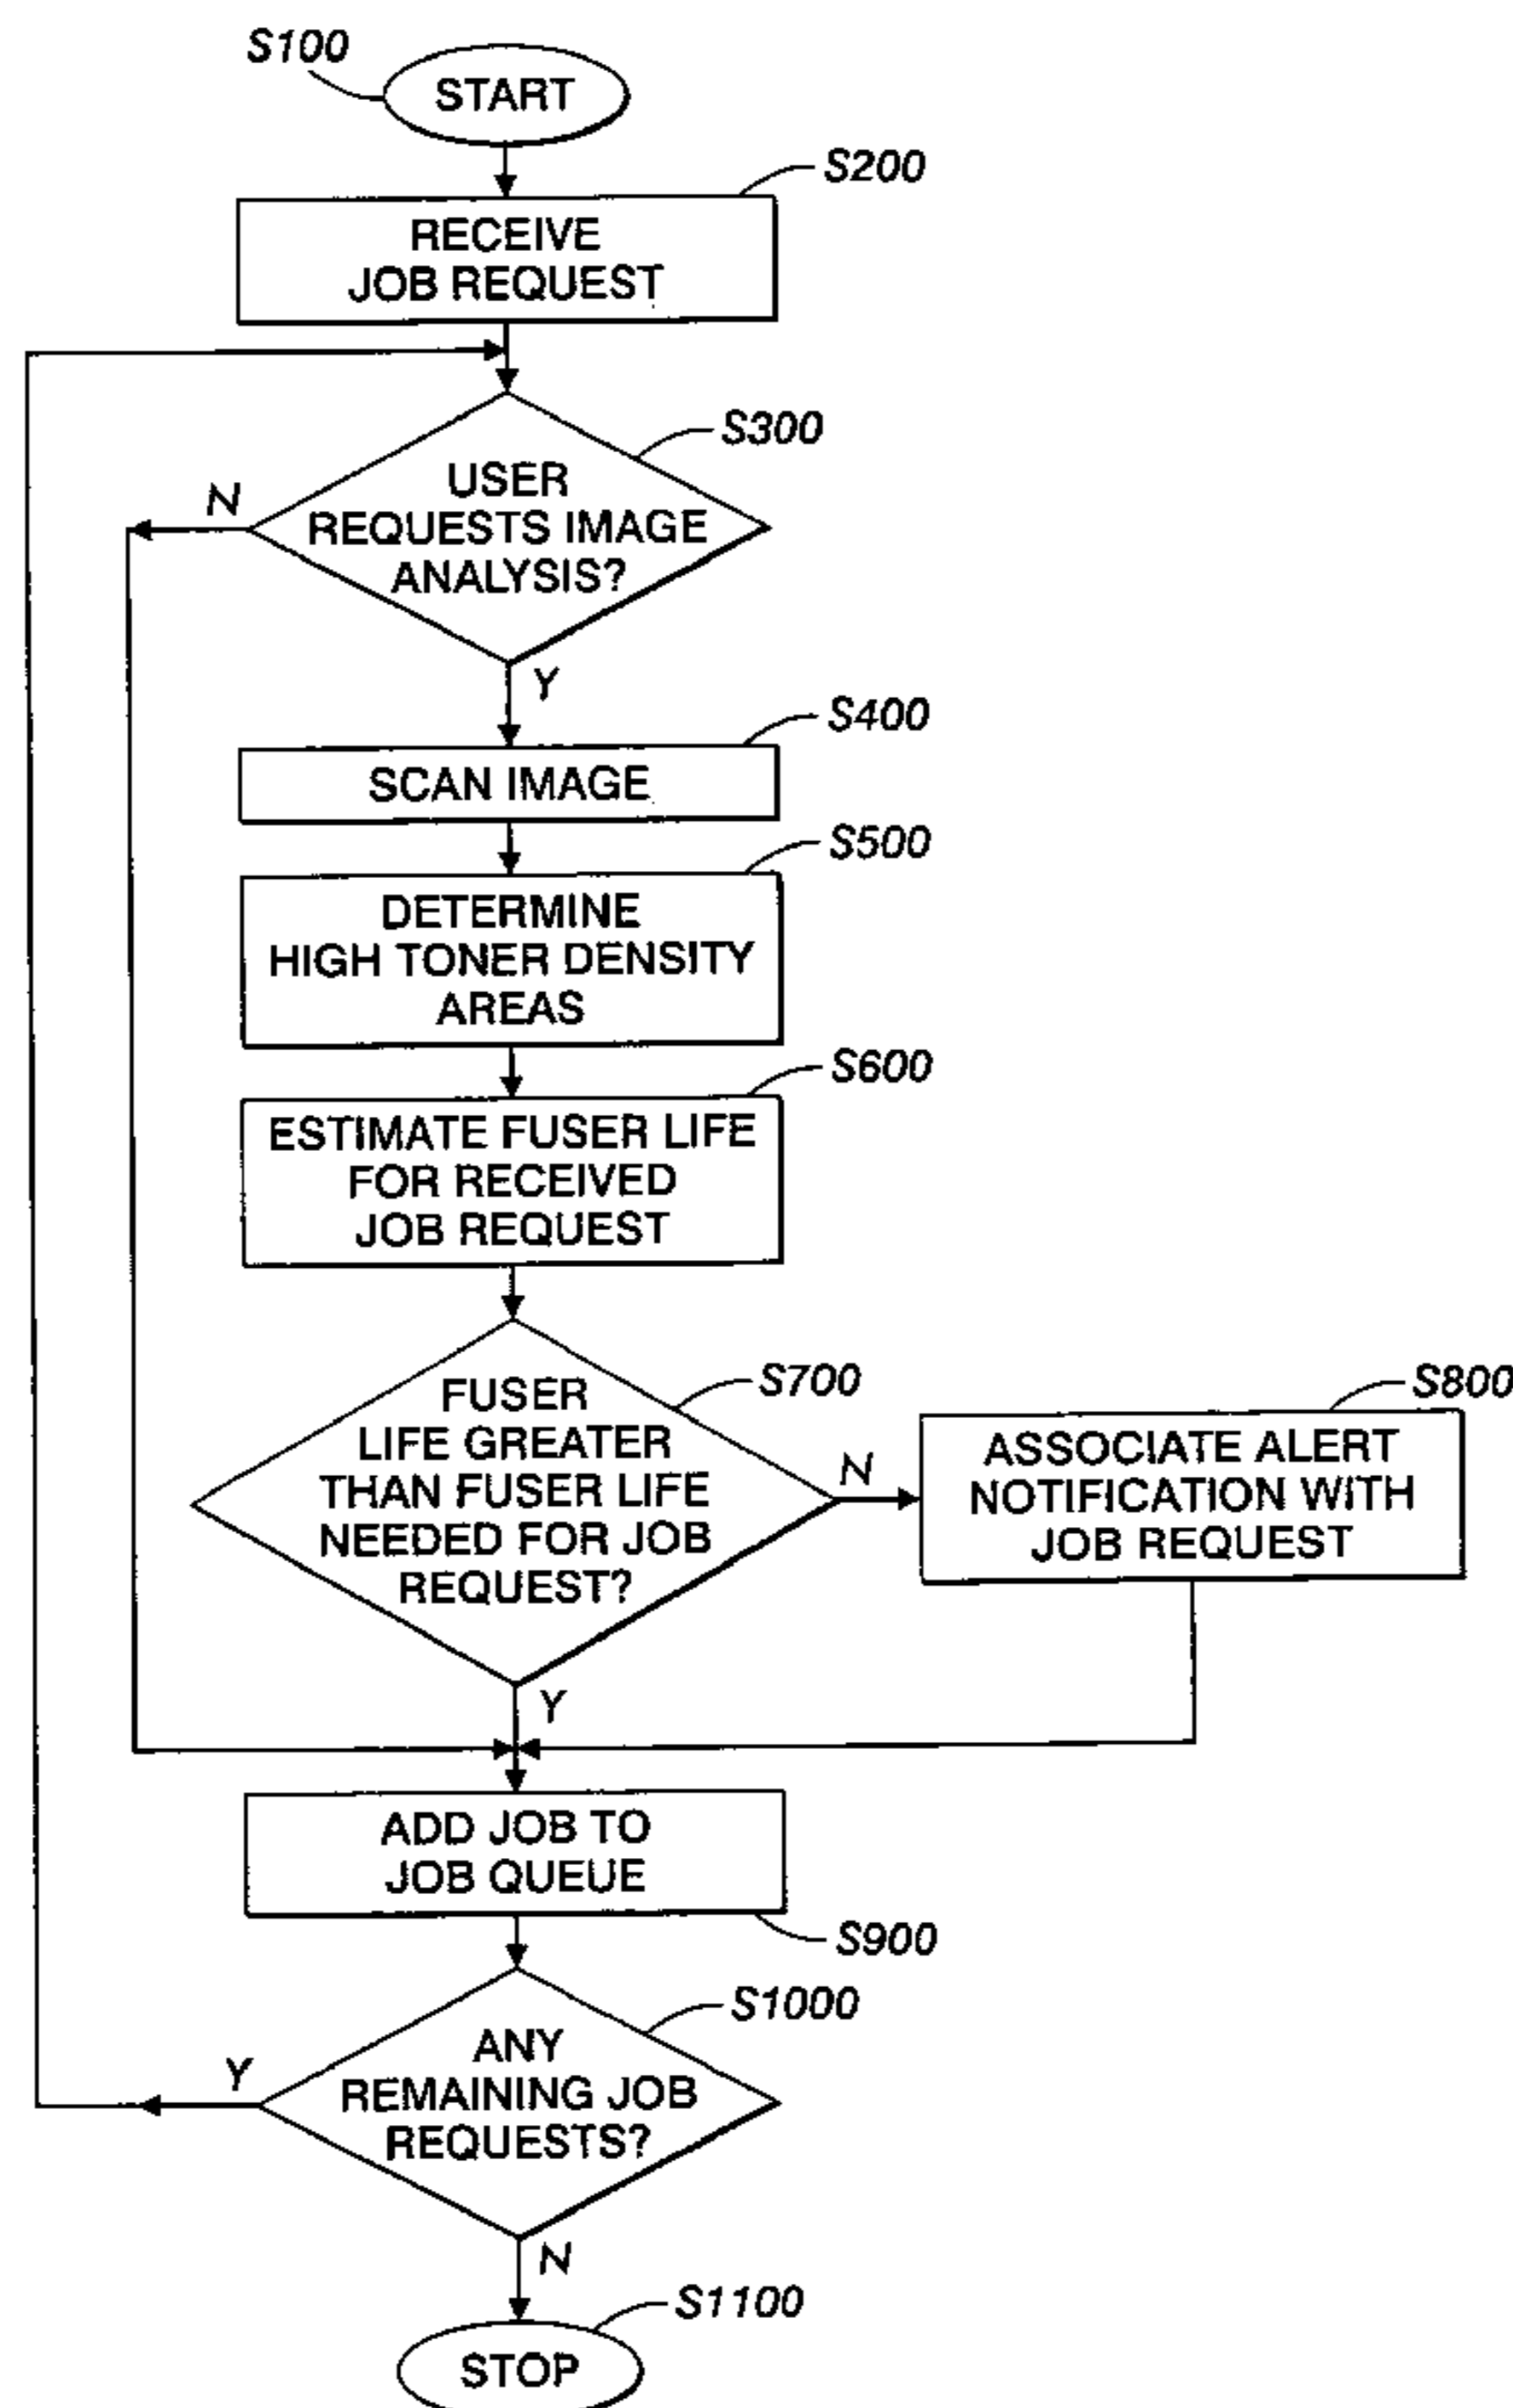 S100
START
S200
RECEIVE
JOB REQUEST
S300
USER
REQUESTS IMAGE
ANALYSIS?
N
Y
S400
SCAN IMAGE
S500
DETERMINE
HIGH TONER DENSITY
AREAS
S600
ESTIMATE FUSER LIFE
FOR RECEIVED
JOB REQUEST
S700
FUSER
LIFE GREATER
THAN FUSER LIFE
NEEDED FOR JOB
REQUEST?
N
S800
ASSOCIATE ALERT
NOTIFICATION WITH
JOB REQUEST
Y
ADD JOB TO
JOB QUEUE
S900
S1000
ANY
REMAINING JOB
REQUESTS?
Y
N
S1100
STOP